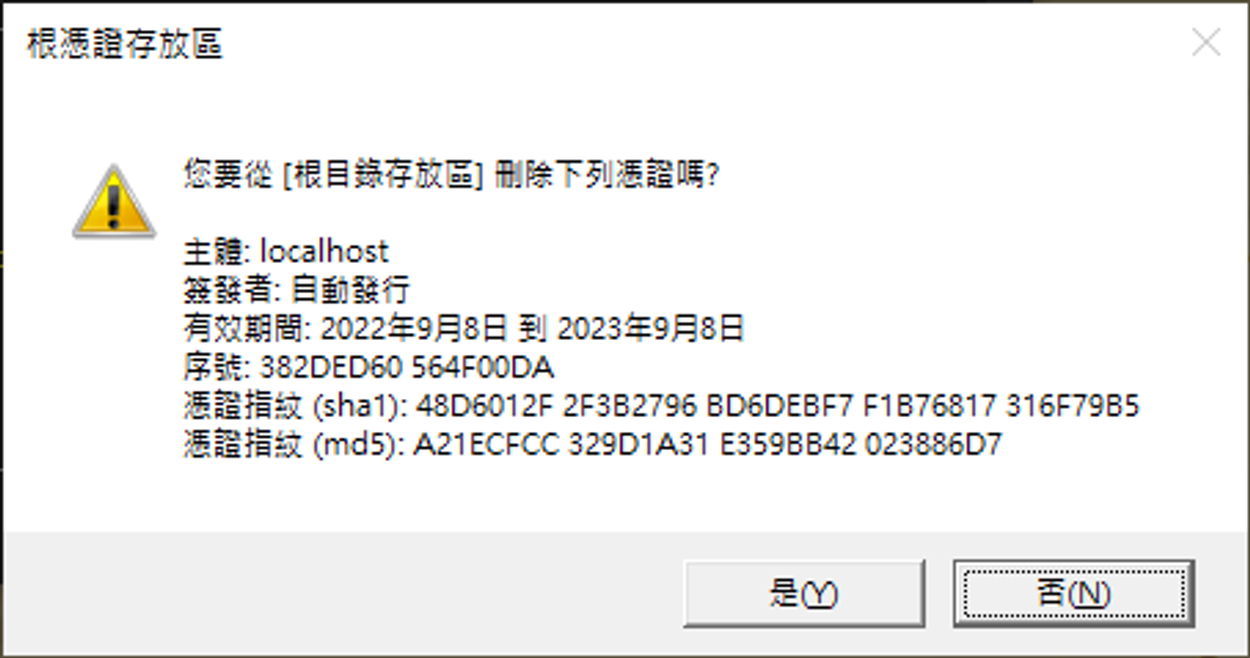 根憑證存放區
您要從 [根目錄存放區] 刪除下列憑證嗎?
主體: localhost
簽發者: 自動發行
有效期間: 2022年9月8日 到 2023年9月8日
序號: 382DED60 564F00DA
憑證指紋 (sha1): 48D6012F 2F3B2796 BD6DEBF7 F1B76817 316F79B5
憑證指紋 (md5): A21ECFCC 329D1A31 E359BB42 023886D7
是(Y)
否(N)